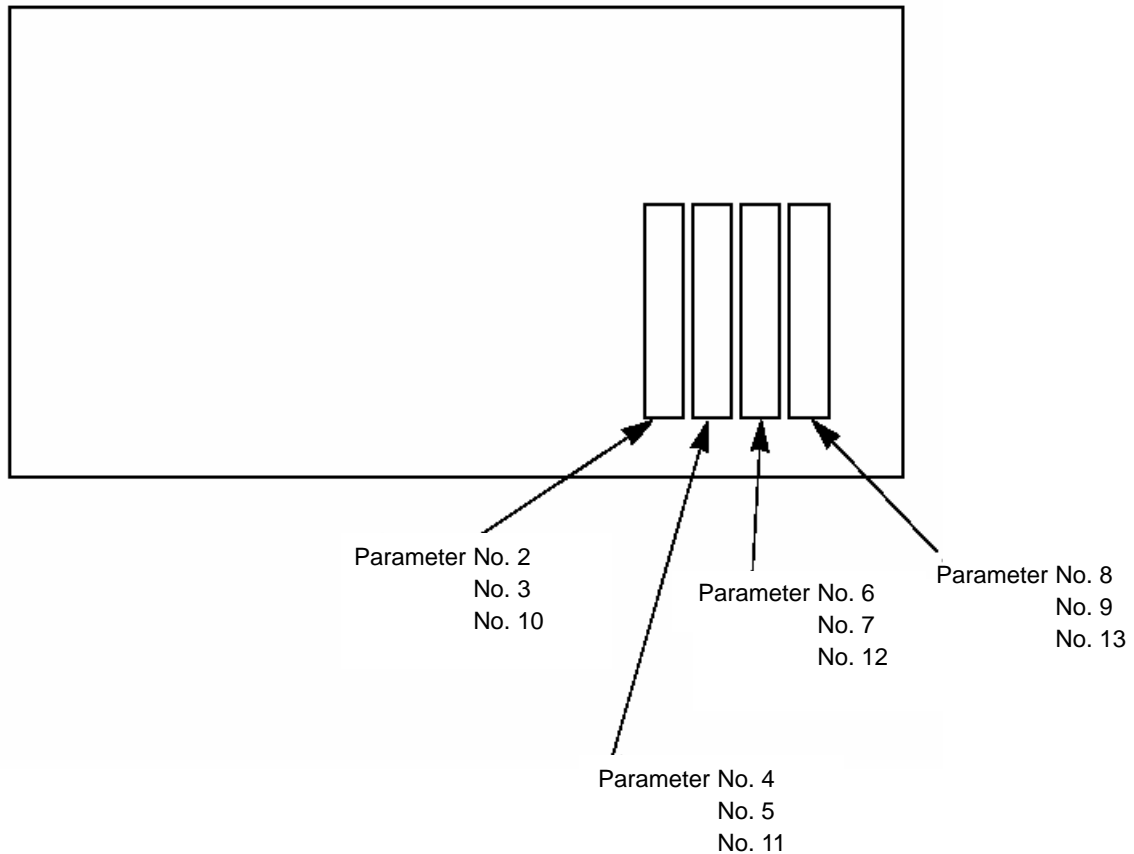 Parameter No. 2
No. 3
No. 10
Parameter No. 6
No. 7
No. 12
Parameter No. 8
No. 9
No. 13
Parameter No. 4
No. 5
No. 11